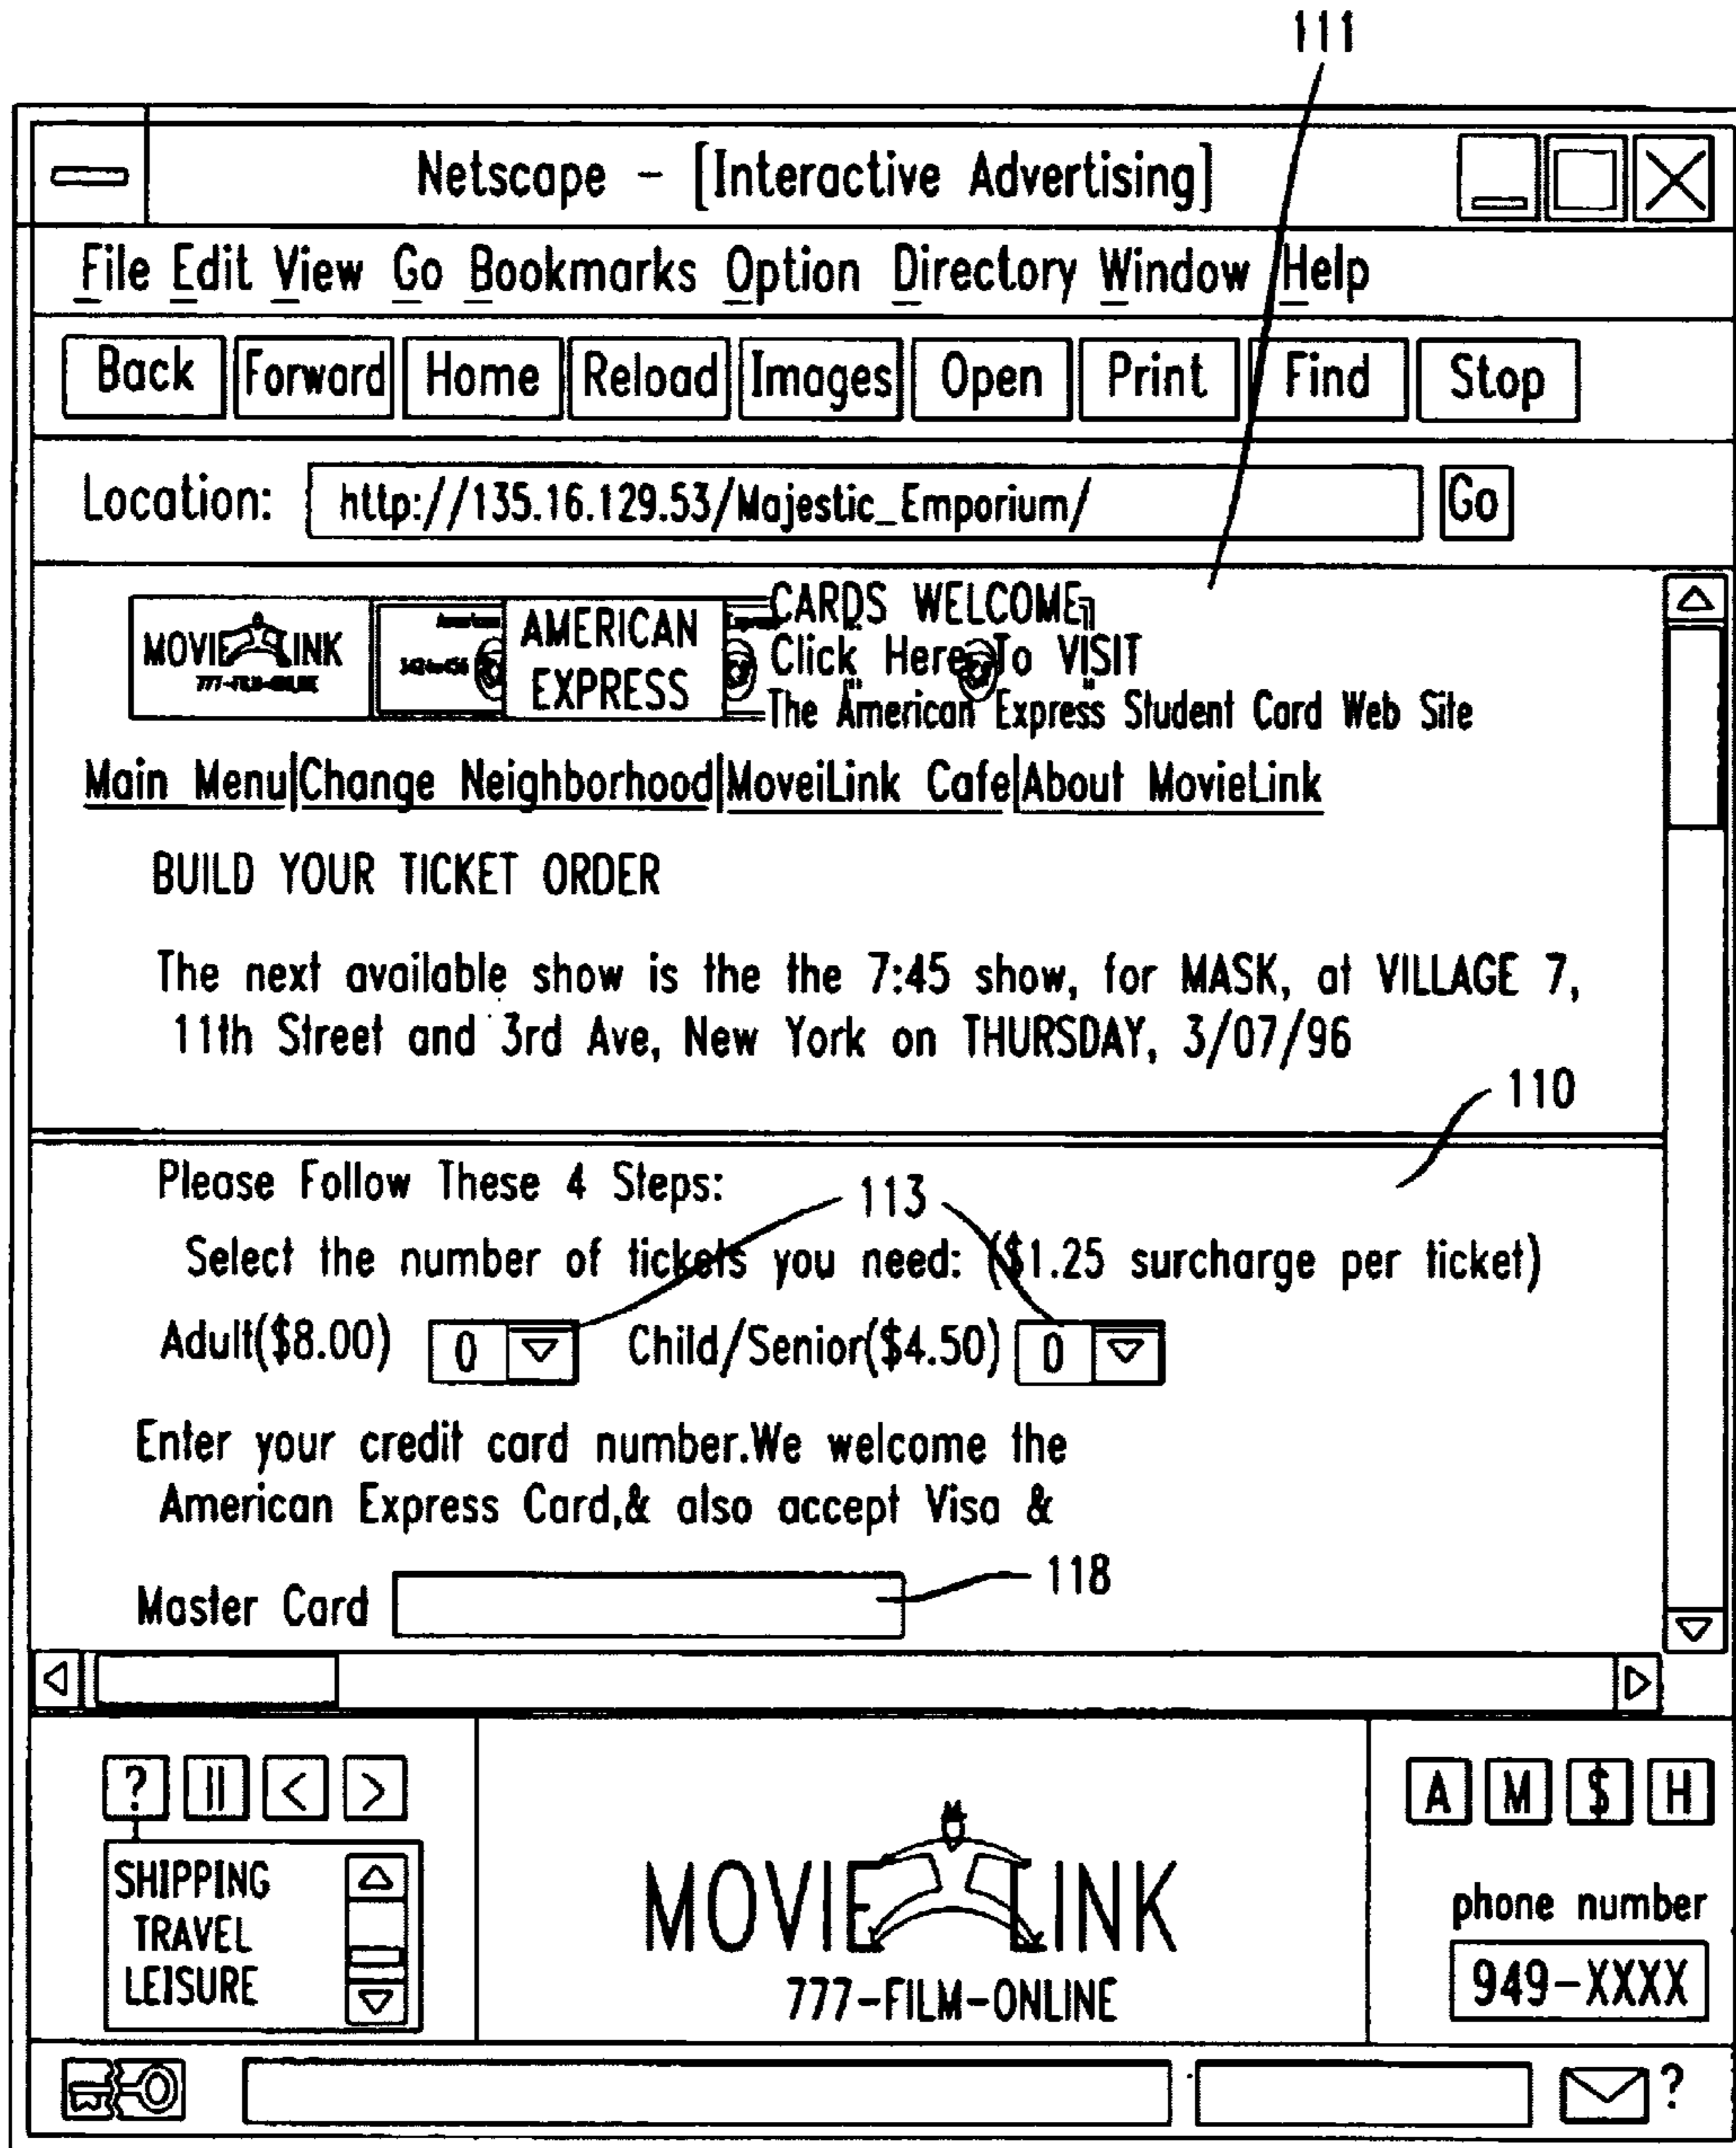 111
Netscape - [Interactive Advertising]
File Edit View Go Bookmarks Option Directory Window Help
Back Forward Home Reload Images Open Print Find Stop
Location: http://135.16.129.53/Majestic_Emporium/ Go
MOVIE LINK
777-FILM-ONLINE
AMERICAN
EXPRESS
CARDS WELCOME
Click Here To VISIT
The American Express Student Card Web Site
Main Menu|Change Neighborhood|MoveiLink Cafe|About MovieLink
BUILD YOUR TICKET ORDER
The next available show is the the 7:45 show, for MASK, at VILLAGE 7,
11th Street and 3rd Ave, New York on THURSDAY, 3/07/96
110
Please Follow These 4 Steps:
113
Select the number of tickets you need: ($1.25 surcharge per ticket)
Adult($8.00) 0 Child/Senior($4.50) 0
Enter your credit card number.We welcome the
American Express Card,& also accept Visa &
Master Card
118
? || < >
A M $ H
SHIPPING
TRAVEL
LEISURE
MOVIE LINK
777-FILM-ONLINE
phone number
949-XXXX
?